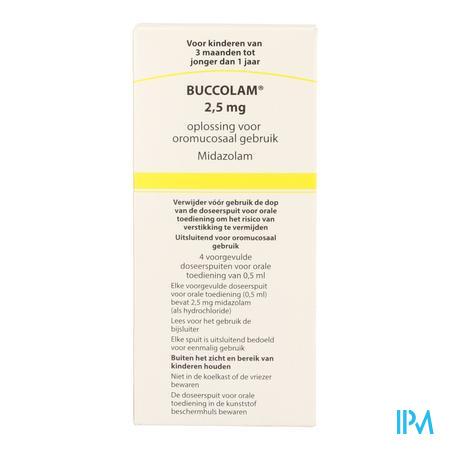 Voor kinderen van
3 maanden tot
jonger dan 1 jaar
BUCCOLAM®
2,5 mg
oplossing voor
oromucosaal gebruik
Midazolam
Verwijder vóór gebruik de dop
van de doseerspuit voor orale
toediening om het risico van
verstikking te vermijden
Uitsluitend voor oromucosaal
gebruik
4 voorgevulde
doseerspuiten voor orale
toediening van 0,5 ml
Elke voorgevulde doseerspuit
voor orale toediening (0,5 ml)
bevat 2,5 mg midazolam
(als hydrochloride)
Lees voor het gebruik de
bijsluiter
Elke spuit is uitsluitend bedoeld
voor eenmalig gebruik
Buiten het zicht en bereik van
kinderen houden
Niet in de koelkast of de vriezer
bewaren
De doseerspuit voor orale
toediening in de kunststof
beschermhuls bewaren
IPM